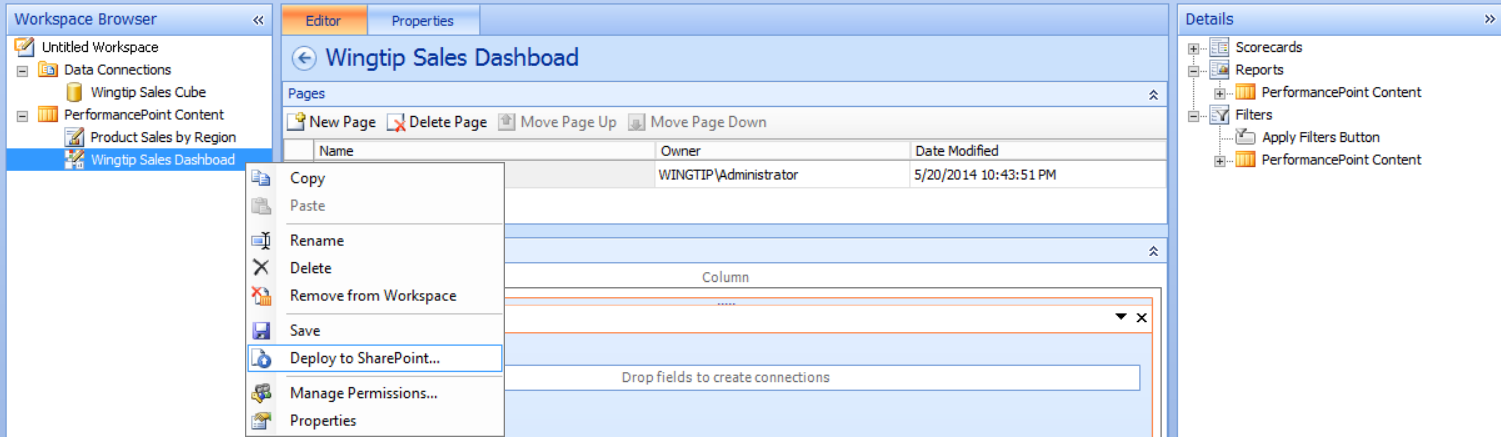 Workspace Browser «
Untitled Workspace
Data Connections
Wingtip Sales Cube
PerformancePoint Content
Product Sales by Region
Wingtip Sales Dashboad
Copy
Paste
Rename
Delete
Remove from Workspace
Save
Deploy to SharePoint...
Manage Permissions...
Properties
Editor Properties
Wingtip Sales Dashboad
Pages
New Page Delete Page Move Page Up Move Page Down
Name Owner Date Modified
WINGTIP\Administrator 5/20/2014 10:43:51 PM
Column
Drop fields to create connections
Details »
Scorecards
Reports
PerformancePoint Content
Filters
Apply Filters Button
PerformancePoint Content